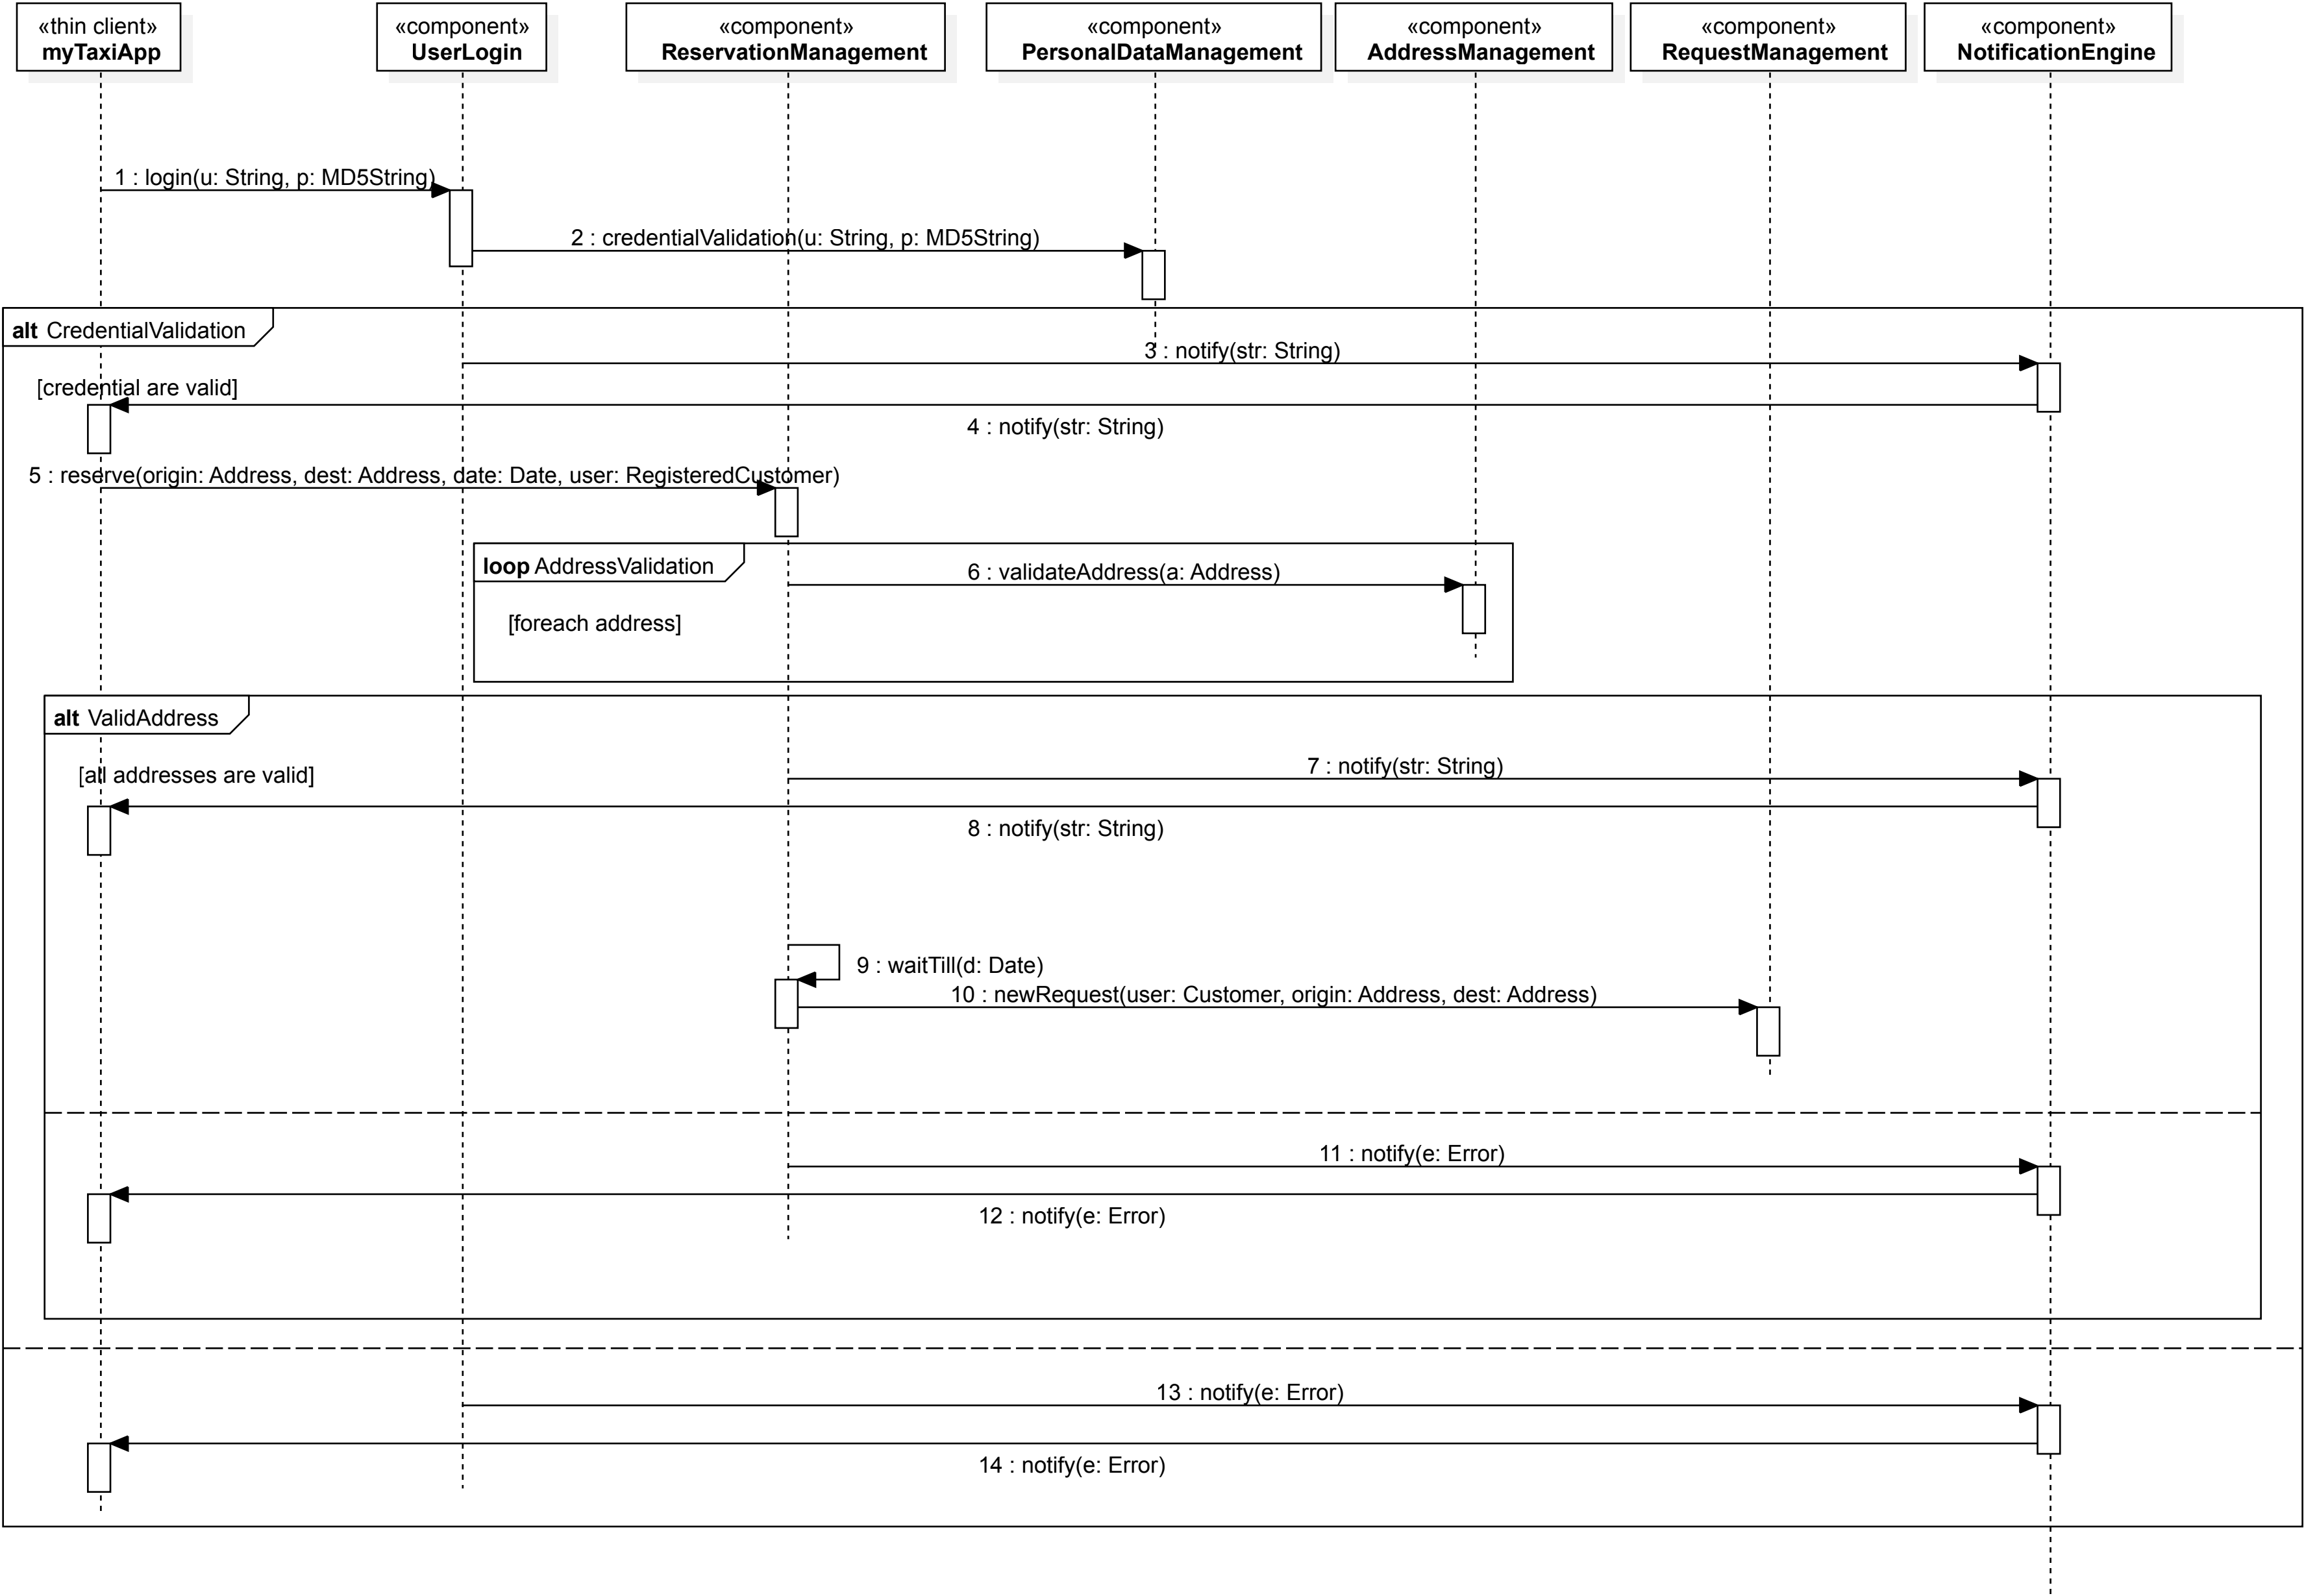 «thin client»
myTaxiApp
«component»
UserLogin
«component»
ReservationManagement
«component»
PersonalDataManagement
«component»
AddressManagement
«component»
RequestManagement
«component»
NotificationEngine
1 : login(u: String, p: MD5String)
2 : credentialValidation(u: String, p: MD5String)
alt CredentialValidation
3 : notify(str: String)
[credential are valid]
4 : notify(str: String)
5 : reserve(origin: Address, dest: Address, date: Date, user: RegisteredCustomer)
loop AddressValidation
6 : validateAddress(a: Address)
[foreach address]
alt ValidAddress
7 : notify(str: String)
[all addresses are valid]
8 : notify(str: String)
9 : waitTill(d: Date)
10 : newRequest(user: Customer, origin: Address, dest: Address)
11 : notify(e: Error)
12 : notify(e: Error)
13 : notify(e: Error)
14 : notify(e: Error)